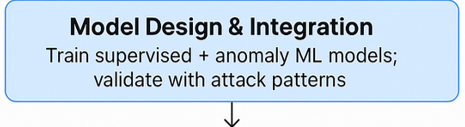 Model Design & Integration
Train supervised + anomaly ML models;
validate with attack patterns